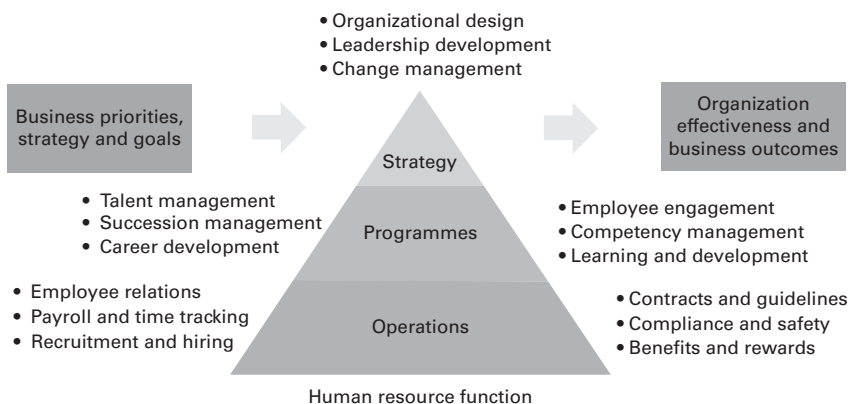 • Organizational design
• Leadership development
• Change management
Business priorities,
strategy and goals
Organization
effectiveness and
business outcomes
Strategy
• Talent management
• Succession management
• Career development
Programmes
• Employee engagement
• Competency management
• Learning and development
• Employee relations
• Payroll and time tracking
• Recruitment and hiring
Operations
• Contracts and guidelines
• Compliance and safety
• Benefits and rewards
Human resource function